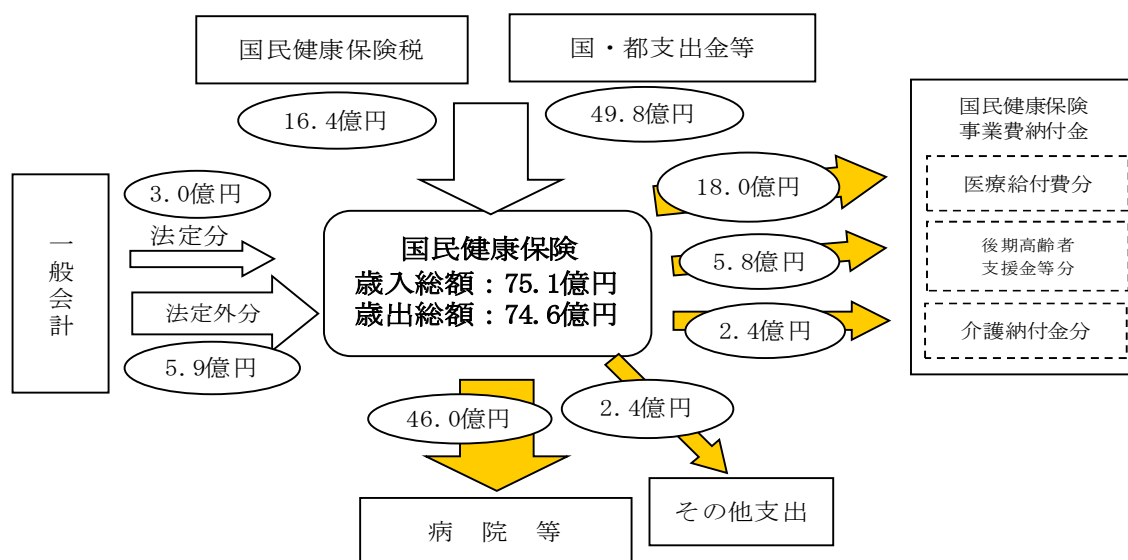 国民健康保険税
国・都支出金等
16.4億円
49.8億円
国民健康保険
事業費納付金
医療給付費分
後期高齢者
支援金等分
介護納付金分
18.0億円
5.8億円
2.4億円
一般会計
3.0億円
法定分
法定外分
5.9億円
国民健康保険
歳入総額：75.1億円
歳出総額：74.6億円
46.0億円
2.4億円
病 院 等
その他支出